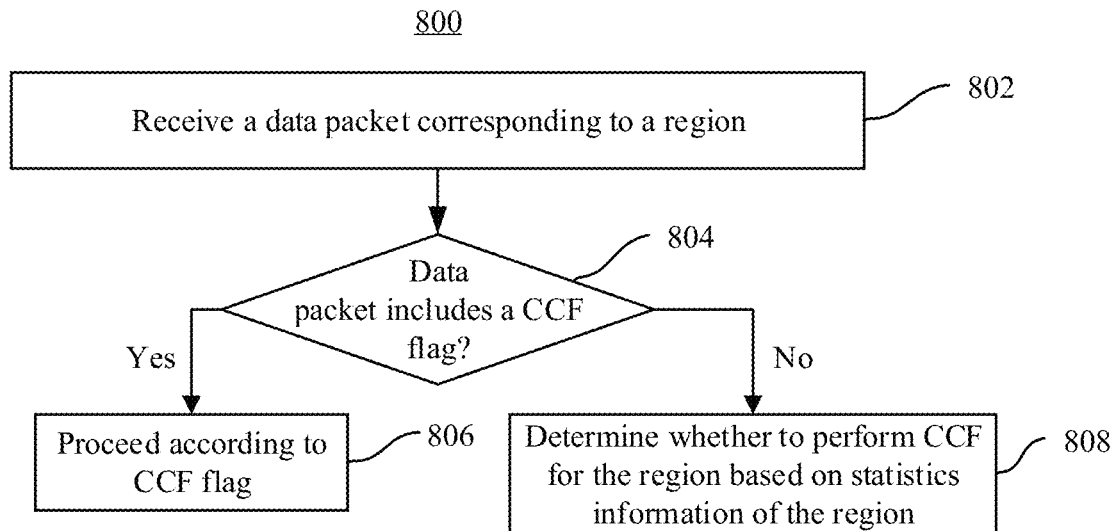 800
802
Receive a data packet corresponding to a region
804
Data
packet includes a CCF
flag?
Yes
No
Proceed according to
CCF flag
806
Determine whether to perform CCF
for the region based on statistics
information of the region
808